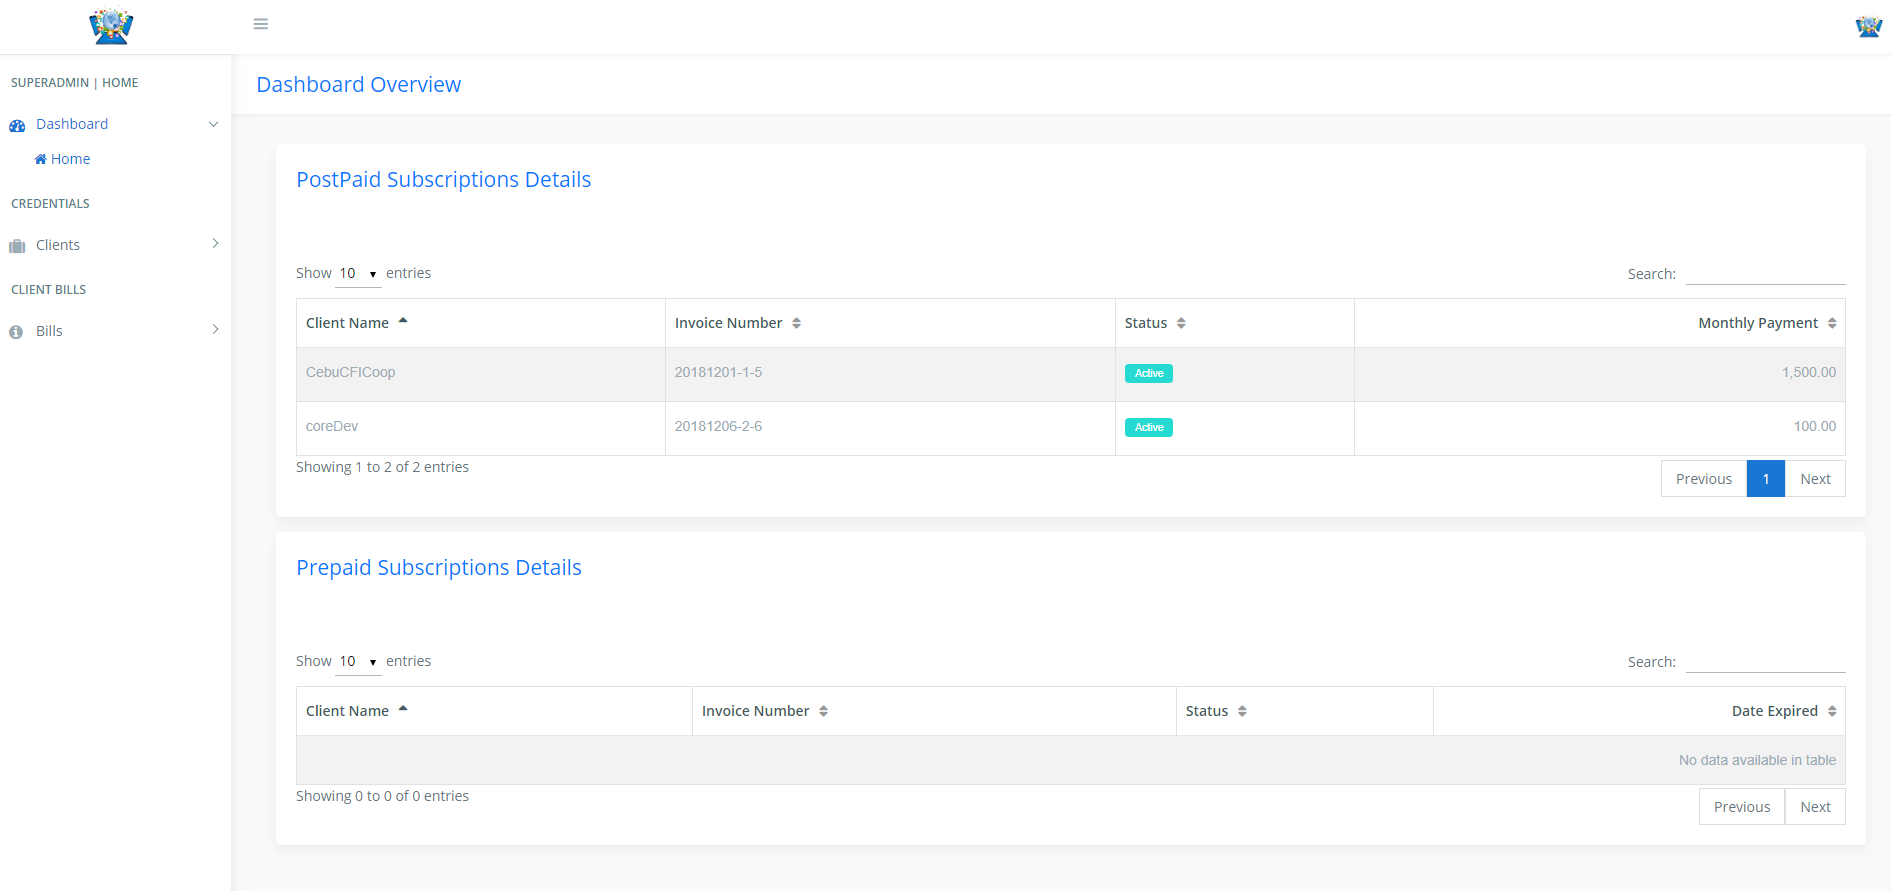 SUPERADMIN | HOME
Dashboard
Home
CREDENTIALS
Clients
CLIENT BILLS
Bills
Dashboard Overview
PostPaid Subscriptions Details
Show 10 entries Search:
Client Name Invoice Number Status Monthly Payment
CebuCFICoop 20181201-1-5 Active 1,500.00
coreDev 20181206-2-6 Active 100.00
Showing 1 to 2 of 2 entries
Previous 1 Next
Prepaid Subscriptions Details
Show 10 entries Search:
Client Name Invoice Number Status Date Expired
No data available in table
Showing 0 to 0 of 0 entries
Previous Next